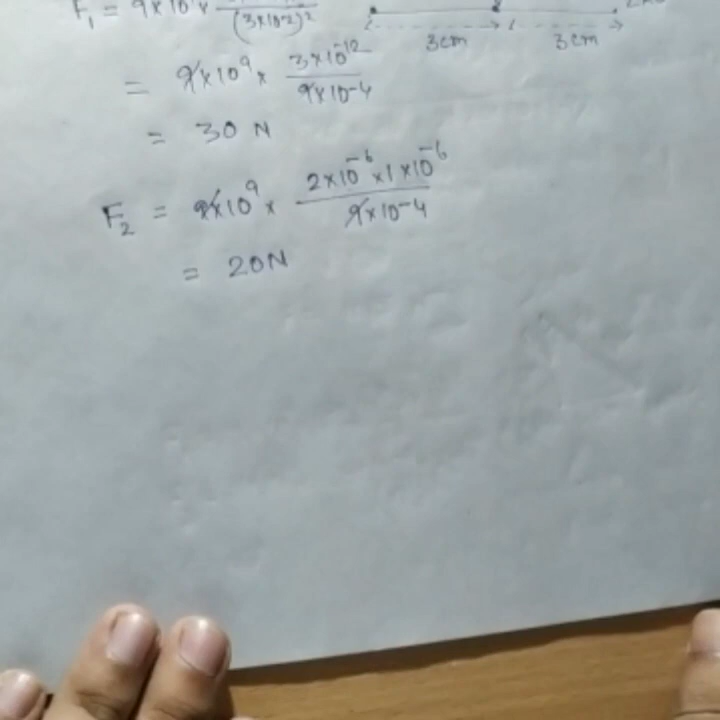 F₁ = 9×10 × / (3×10-2)²
3cm 3cm
= 9×10⁹ × 3×10⁻¹² / 9×10-4
= 30 N
F₂ = 9×10⁹ × 2×10⁻⁶×1×10⁻⁶ / 9×10-4
= 20N